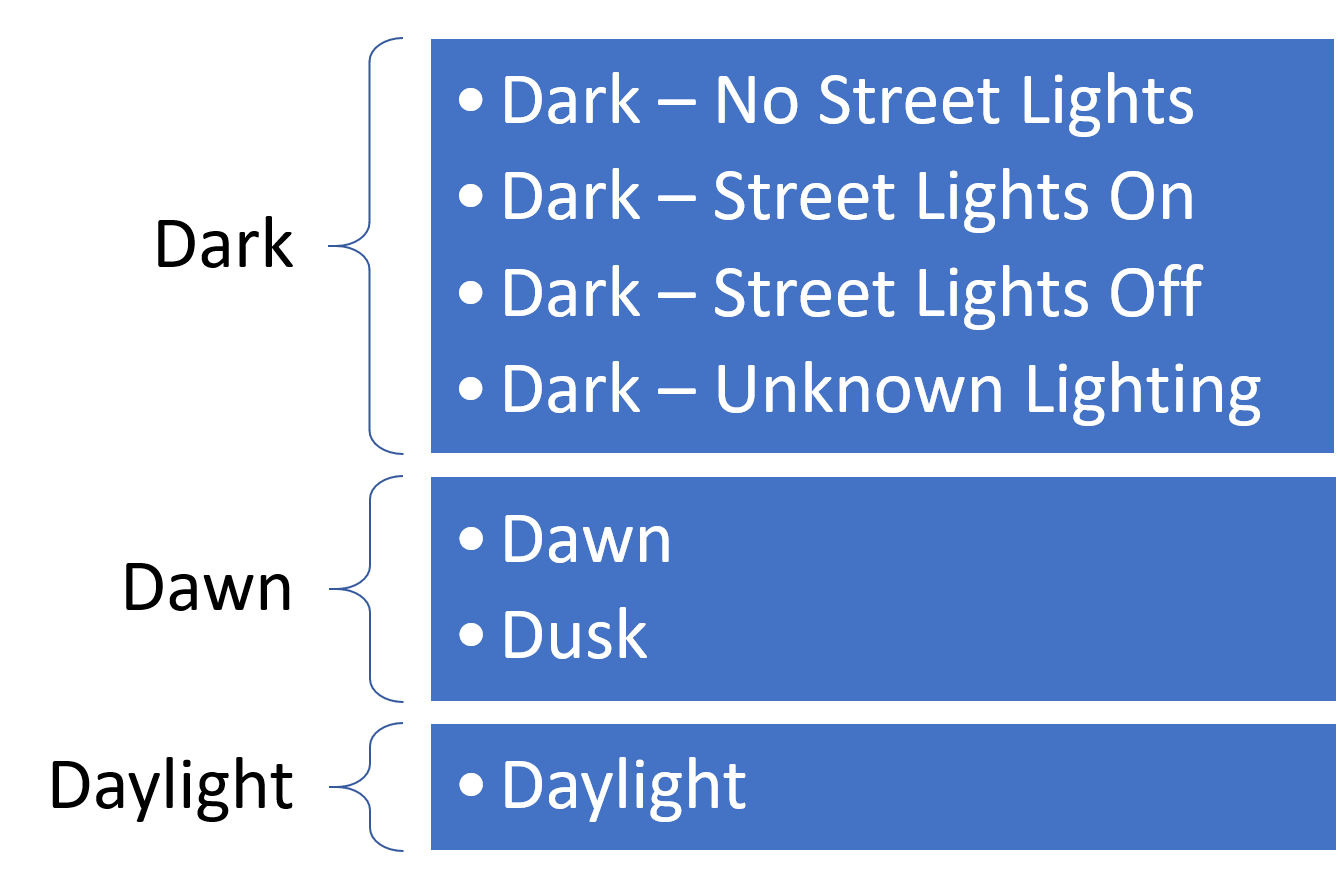 Dark
• Dark – No Street Lights
• Dark – Street Lights On
• Dark – Street Lights Off
• Dark – Unknown Lighting
Dawn
• Dawn
• Dusk
Daylight
• Daylight